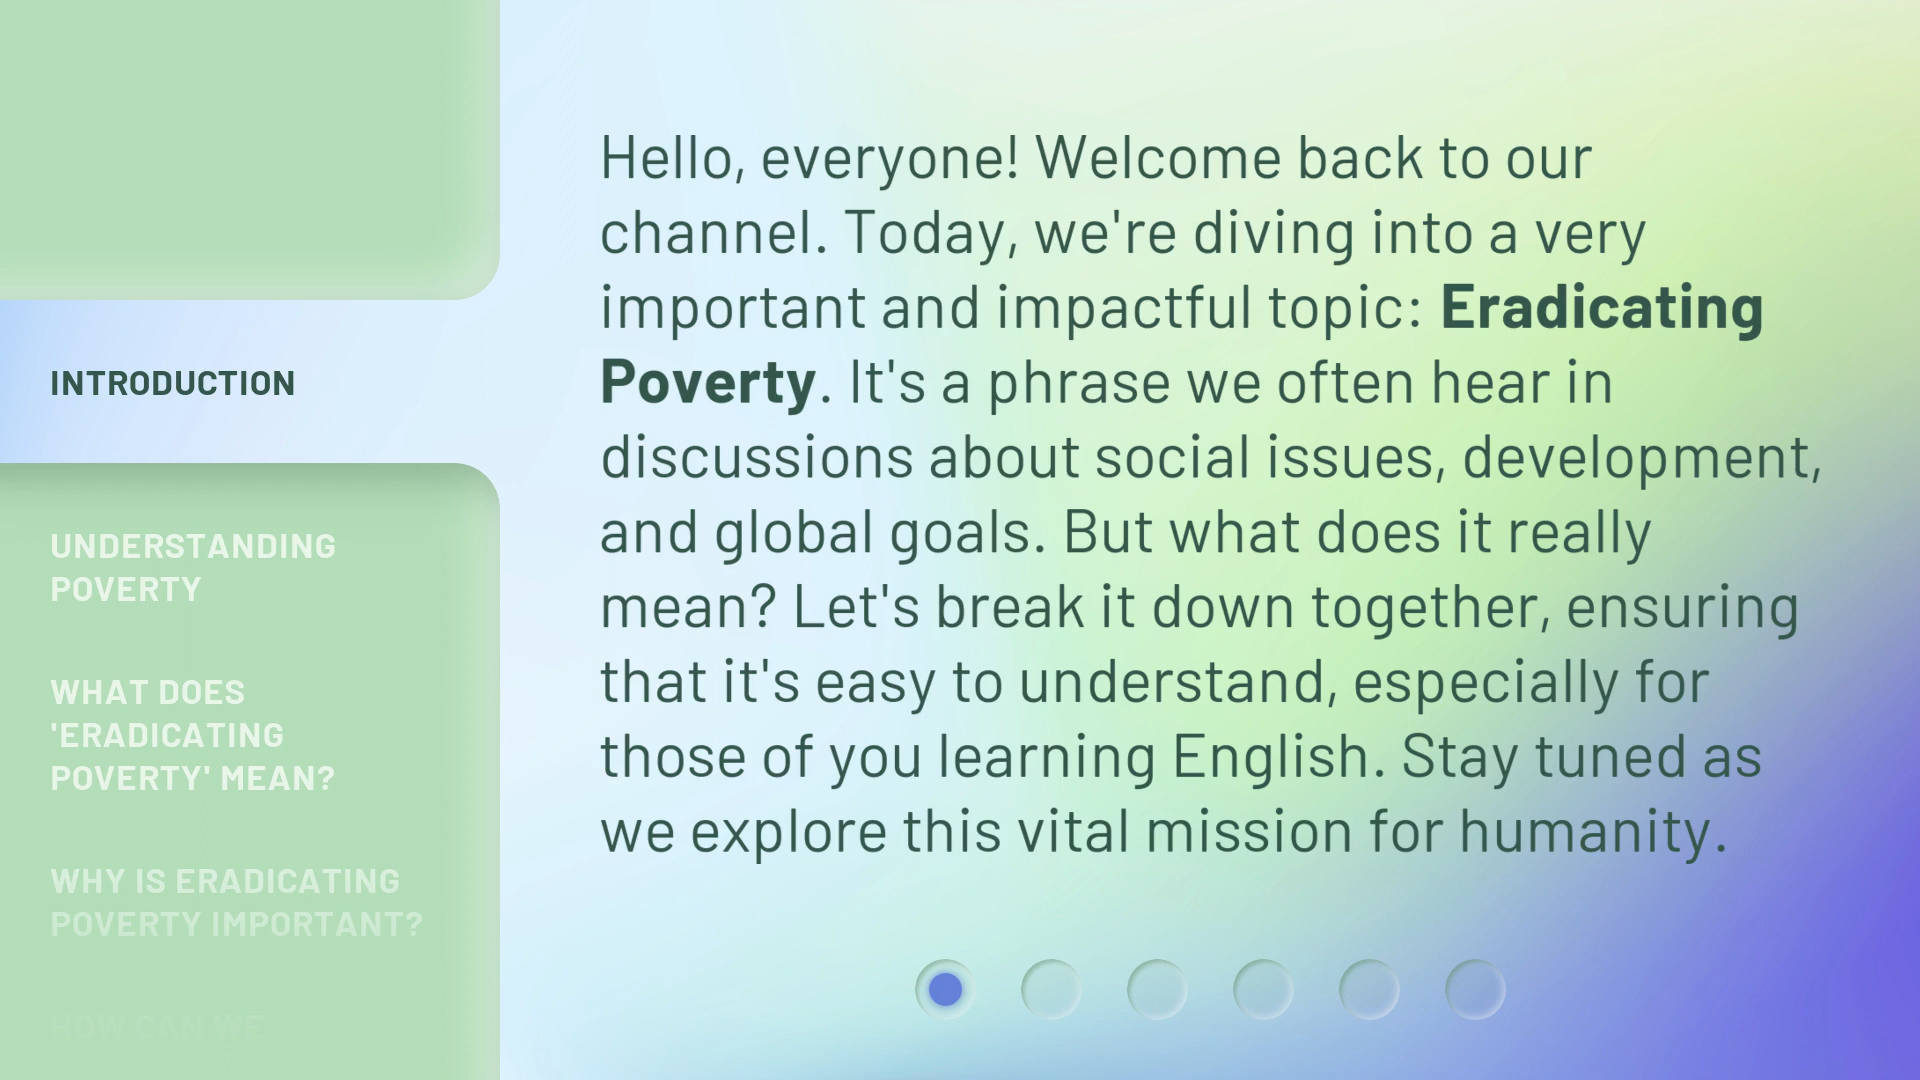 INTRODUCTION
UNDERSTANDING
POVERTY
WHAT DOES
'ERADICATING
POVERTY' MEAN?
WHY IS ERADICATING
POVERTY IMPORTANT?
HOW CAN WE
Hello, everyone! Welcome back to our
channel. Today, we're diving into a very
important and impactful topic: Eradicating
Poverty. It's a phrase we often hear in
discussions about social issues, development,
and global goals. But what does it really
mean? Let's break it down together, ensuring
that it's easy to understand, especially for
those of you learning English. Stay tuned as
we explore this vital mission for humanity.